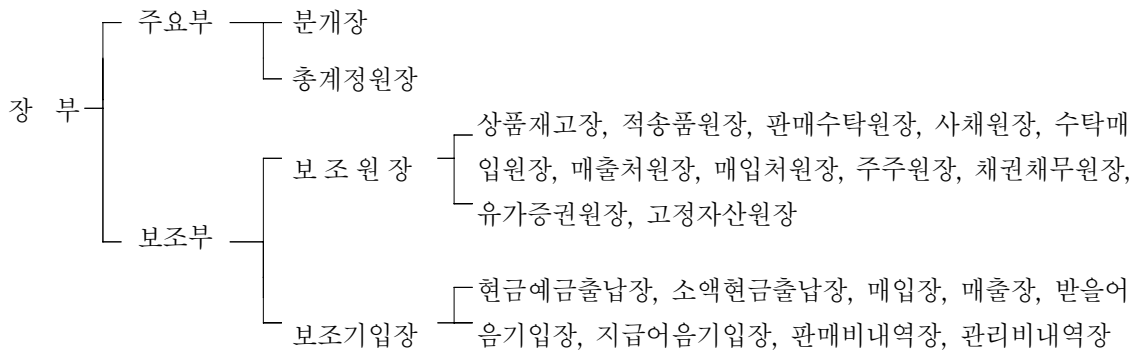 주요부
분개장
총계정원장
장 부
상품재고장, 적송품원장, 판매수탁원장, 사채원장, 수탁매
보 조 원 장
입원장, 매출처원장, 매입처원장, 주주원장, 채권채무원장,
유가증권원장, 고정자산원장
보조부
현금예금출납장, 소액현금출납장, 매입장, 매출장, 받을어
보조기입장
음기입장, 지급어음기입장, 판매비내역장, 관리비내역장